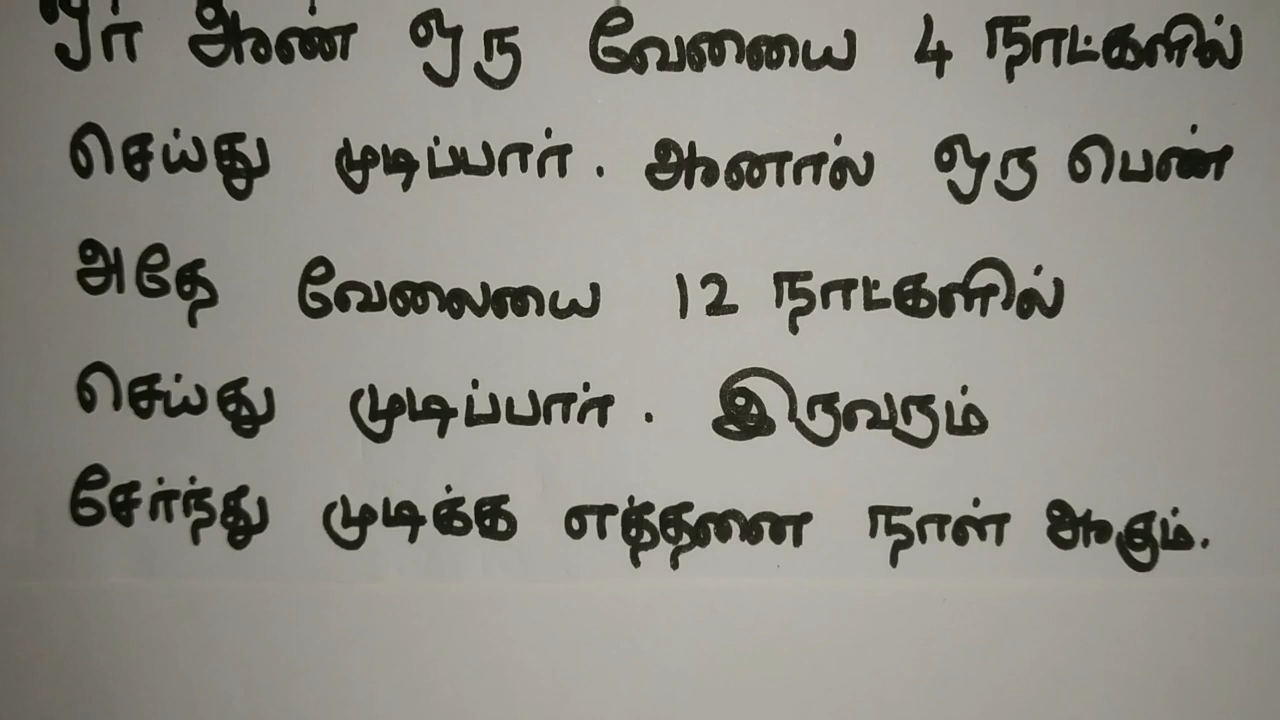 ஓர் ஆண் ஒரு வேலையை 4 நாட்களில்
செய்து முடிப்பார். ஆனால் ஒரு பெண்
அதே வேலையை 12 நாட்களில்
செய்து முடிப்பார். இருவரும்
சேர்ந்து முடிக்க எத்தனை நாள் ஆகும்.